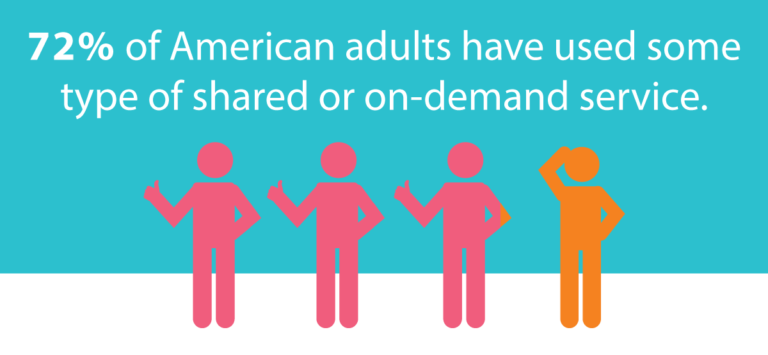 72% of American adults have used some
type of shared or on-demand service.